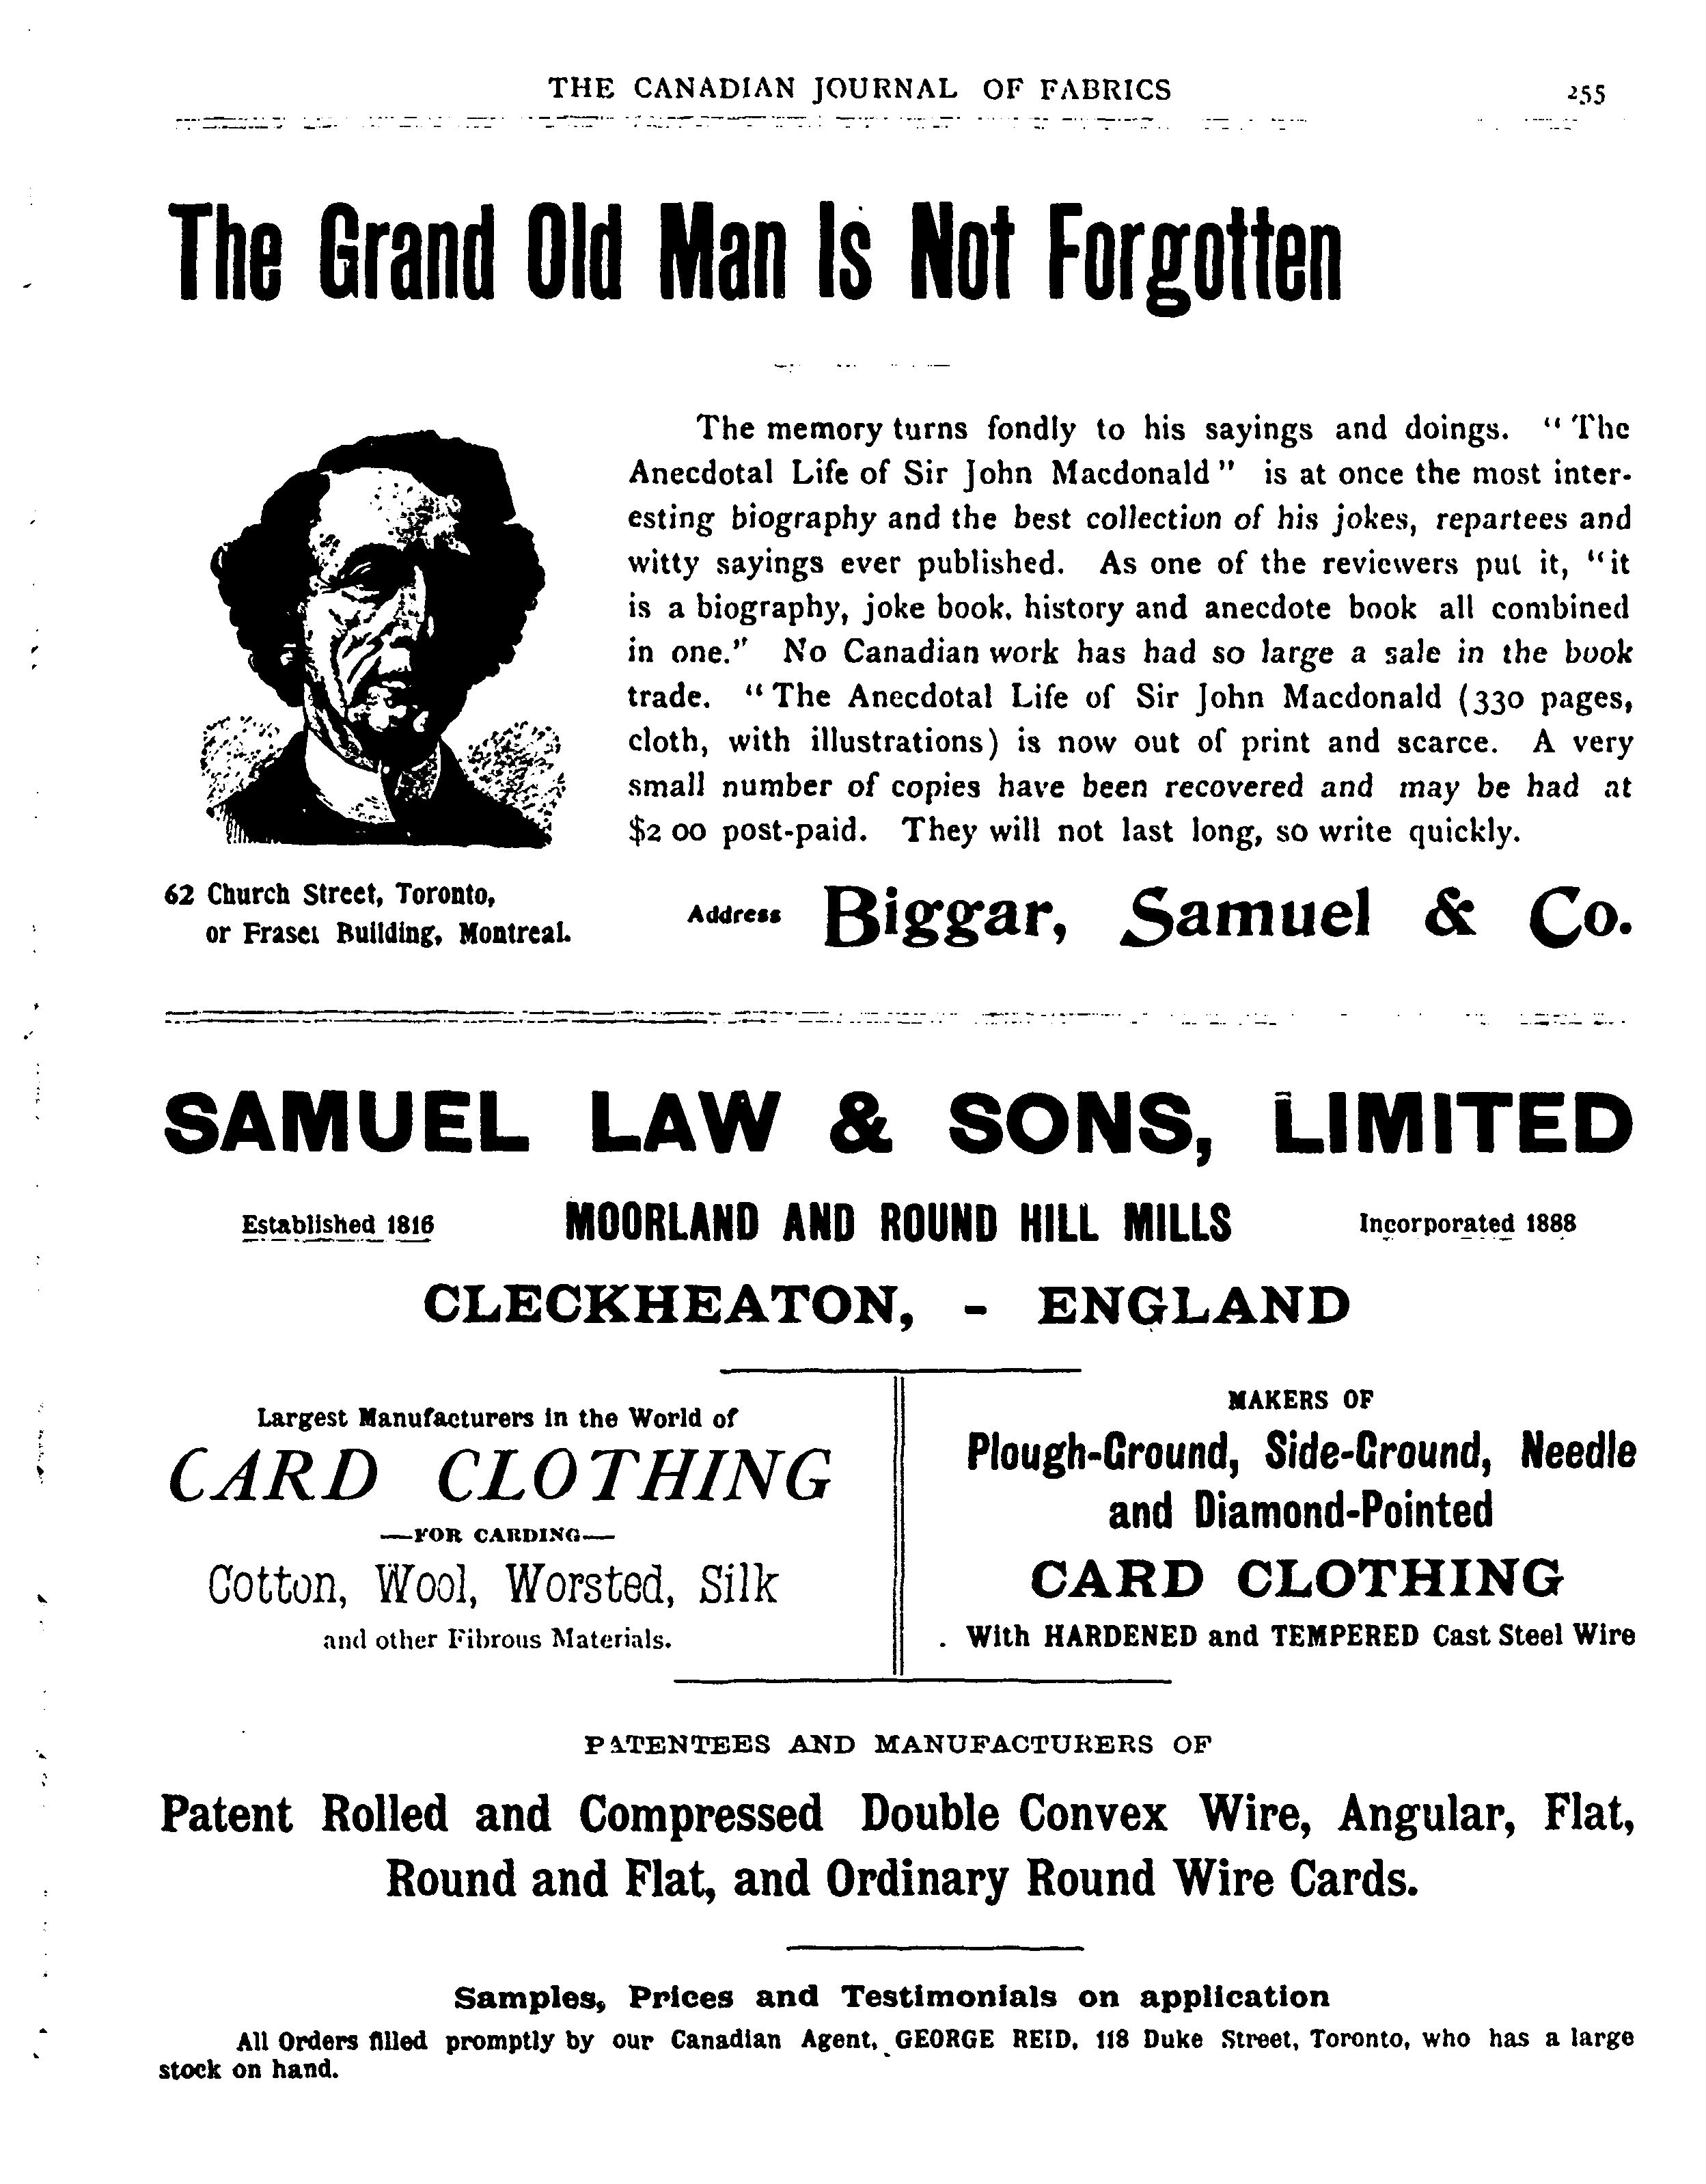 THE CANADIAN JOURNAL OF FABRICS 255
The Grand Old Man Is Not Forgotten
The memory turns fondly to his sayings and doings. “The
Anecdotal Life of Sir John Macdonald” is at once the most inter-
esting biography and the best collection of his jokes, repartees and
witty sayings ever published. As one of the reviewers put it, “it
is a biography, joke book, history and anecdote book all combined
in one.” No Canadian work has had so large a sale in the book
trade. “The Anecdotal Life of Sir John Macdonald (330 pages,
cloth, with illustrations) is now out of print and scarce. A very
small number of copies have been recovered and may be had at
$2 00 post-paid. They will not last long, so write quickly.
62 Church Street, Toronto,
or Fraser Building, Montreal.
Address Biggar, Samuel & Co.
SAMUEL LAW & SONS, LIMITED
Established 1816 MOORLAND AND ROUND HILL MILLS Incorporated 1888
CLECKHEATON, - ENGLAND
Largest Manufacturers in the World of
CARD CLOTHING
—FOR CARDING—
Cotton, Wool, Worsted, Silk
and other Fibrous Materials.
MAKERS OF
Plough-Ground, Side-Ground, Needle
and Diamond-Pointed
CARD CLOTHING
With HARDENED and TEMPERED Cast Steel Wire
PATENTEES AND MANUFACTURERS OF
Patent Rolled and Compressed Double Convex Wire, Angular, Flat,
Round and Flat, and Ordinary Round Wire Cards.
Samples, Prices and Testimonials on application
All Orders filled promptly by our Canadian Agent, GEORGE REID, 118 Duke Street, Toronto, who has a large
stock on hand.